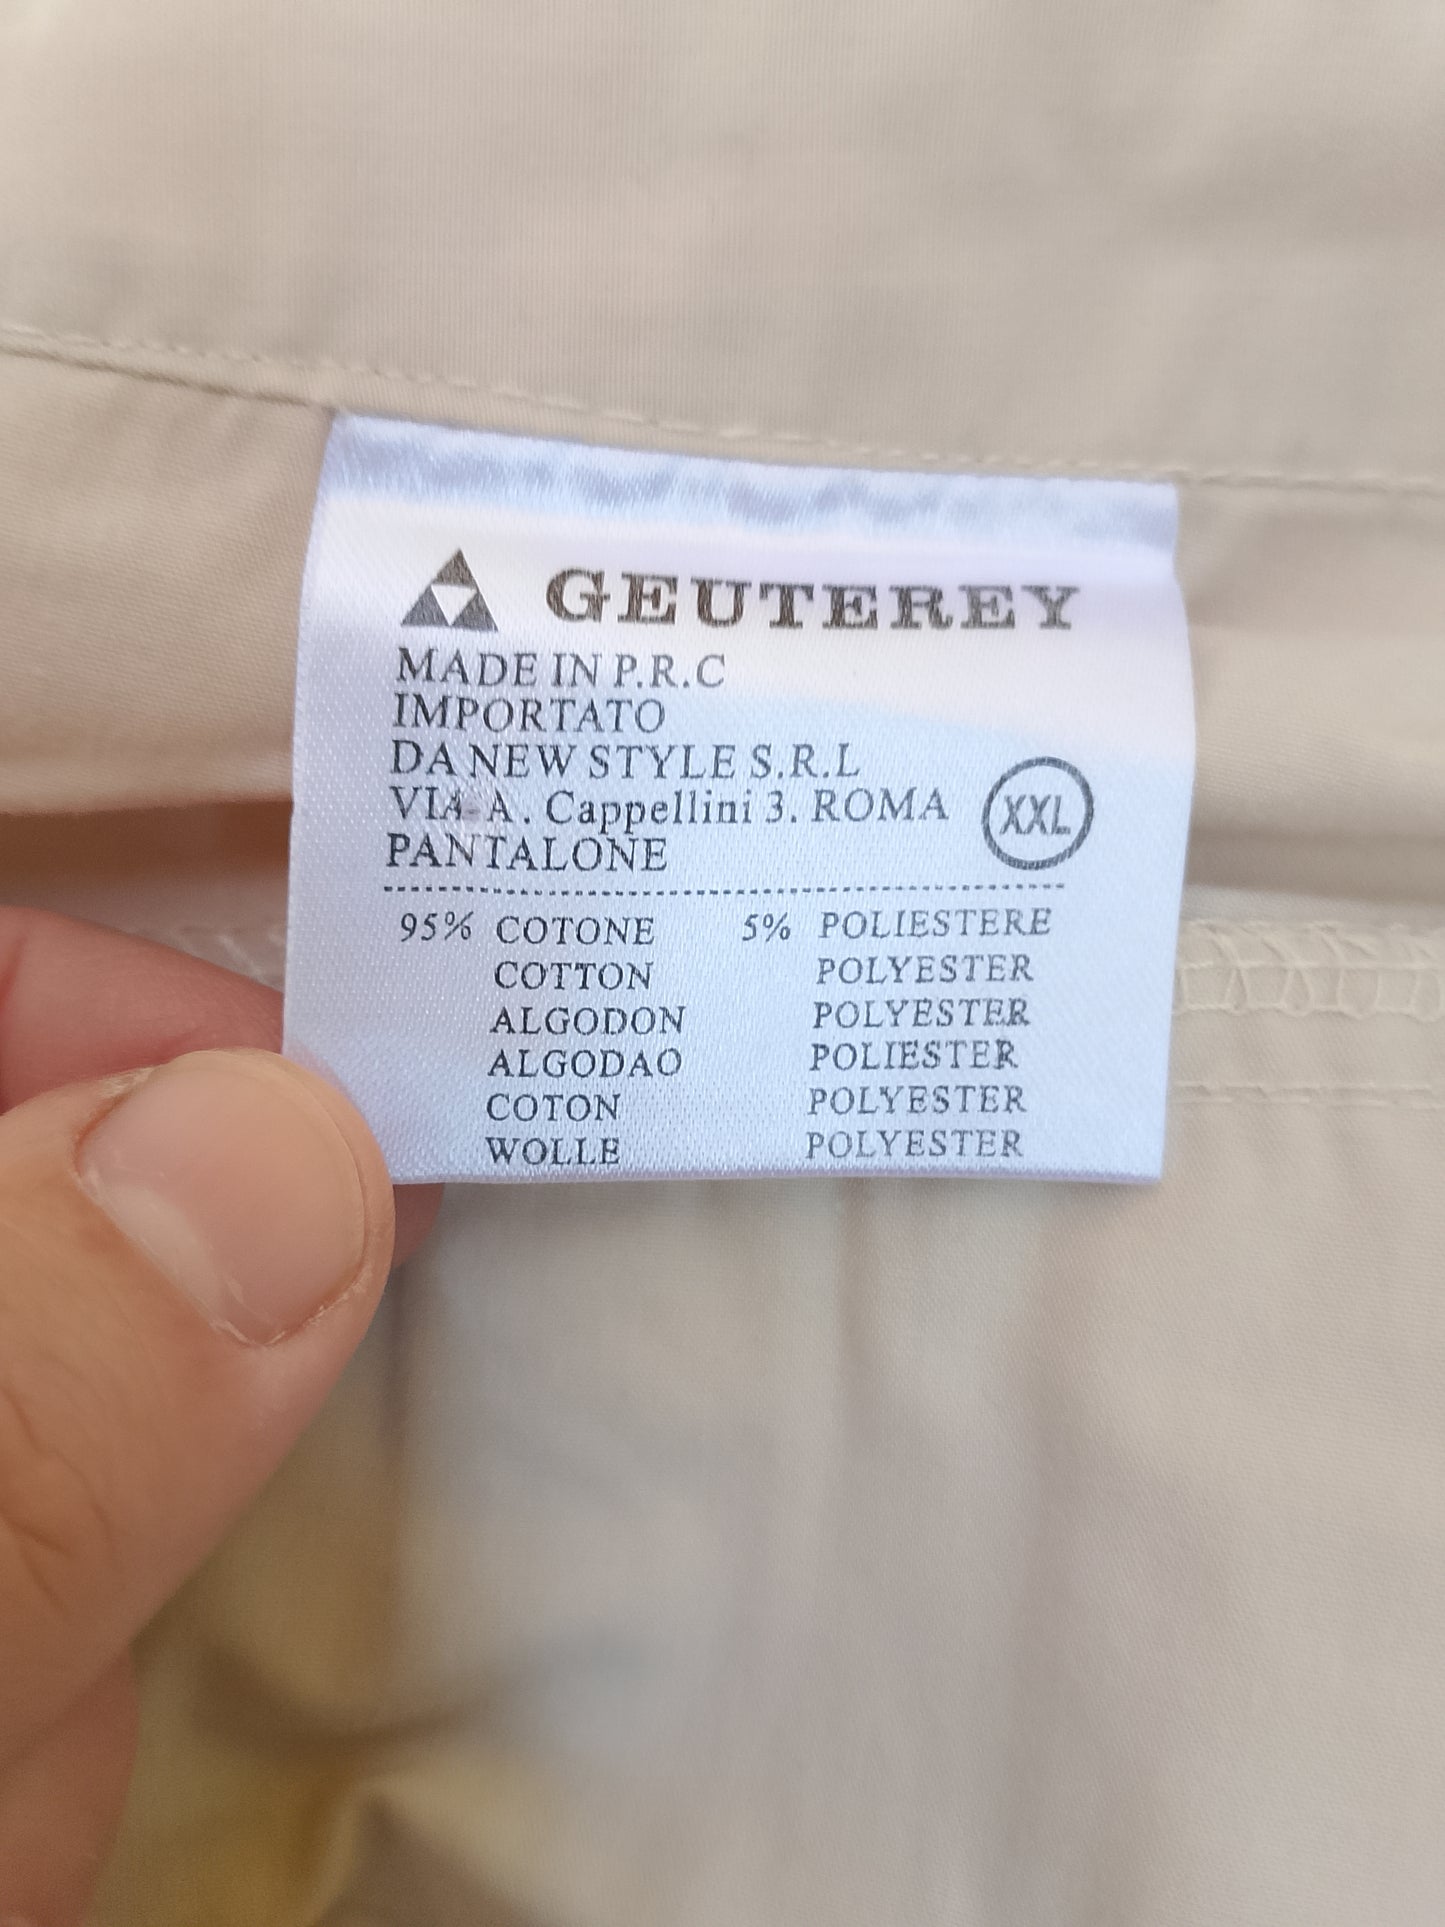 GEUTEREY
MADE IN P.R.C
IMPORTATO
DA NEW STYLE S.R.L
VIA A. Cappellini 3. ROMA
XXL
PANTALONE
95% COTONE 5% POLIESTERE
COTTON POLYESTER
ALGODON POLYESTER
ALGODAO POLIESTER
COTON POLYESTER
WOLLE POLYESTER